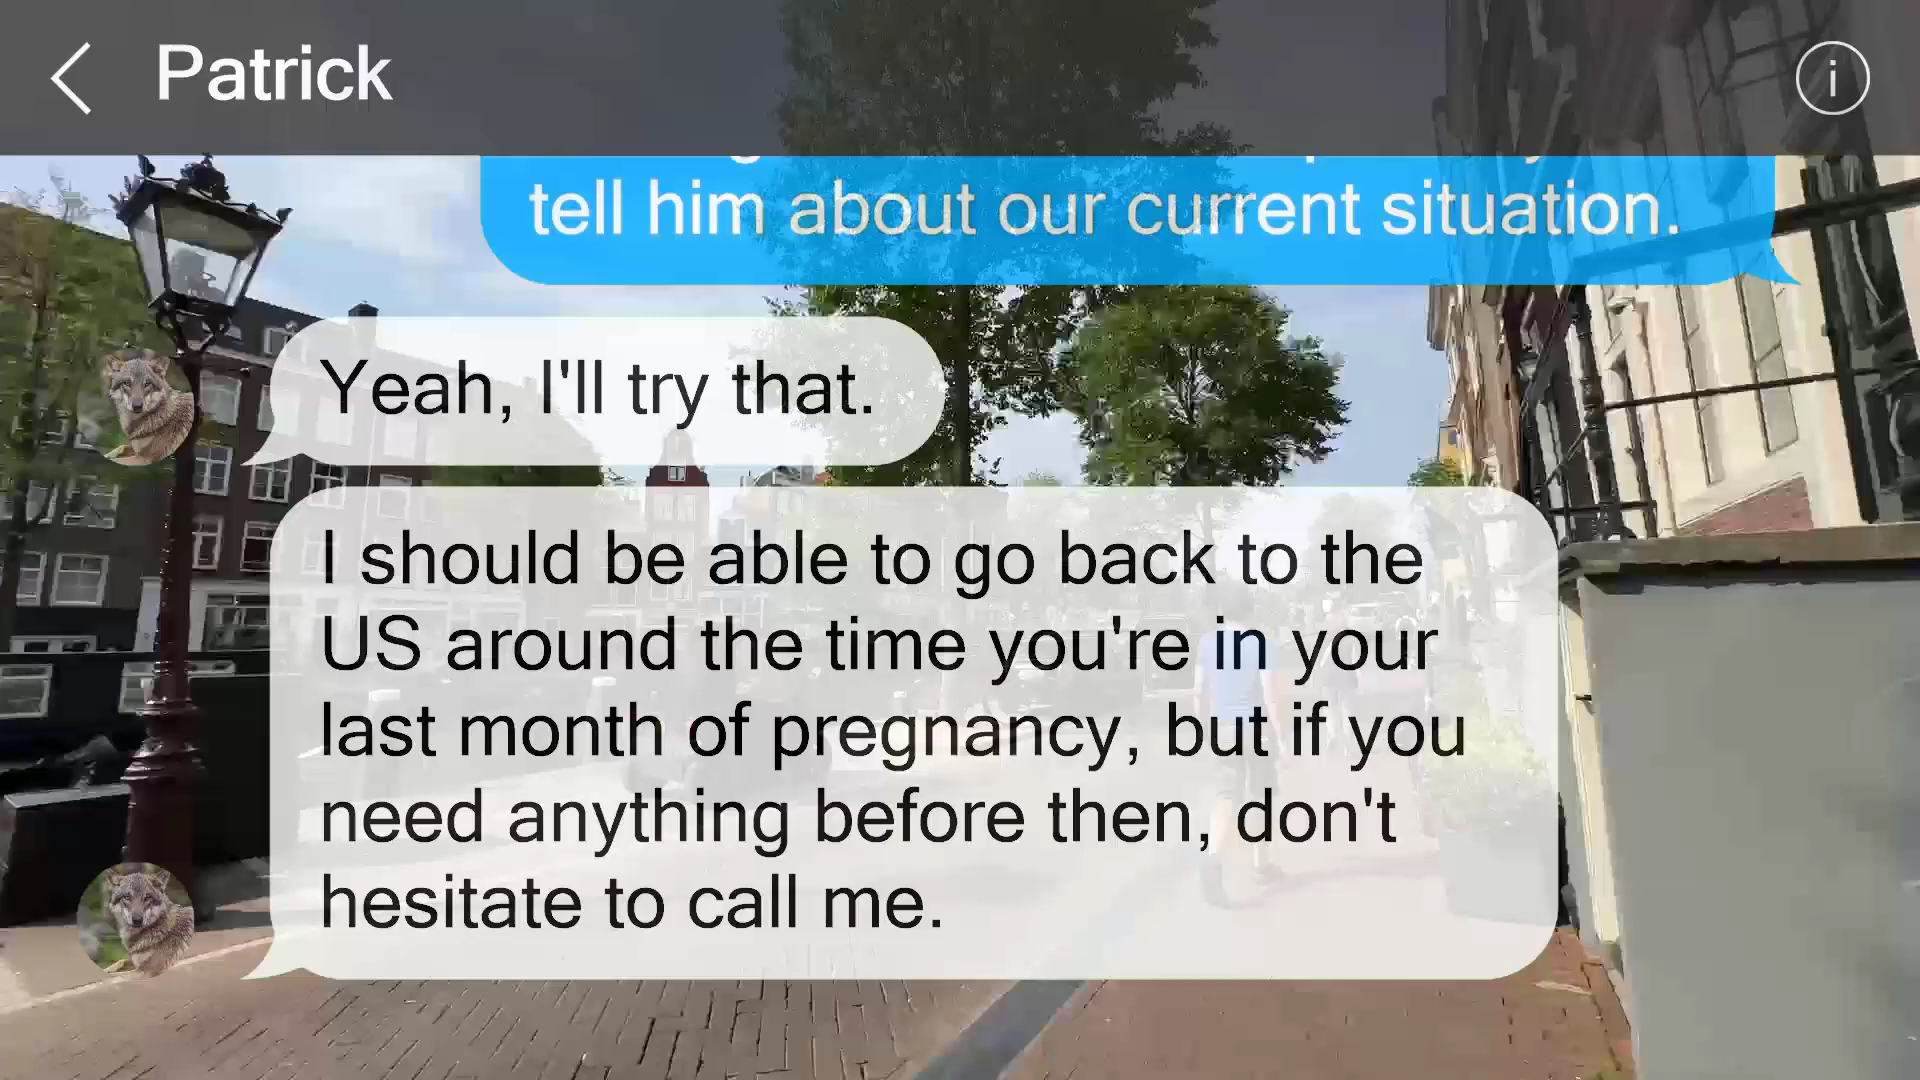 Patrick
tell him about our current situation.
Yeah, I'll try that.
I should be able to go back to the
US around the time you're in your
last month of pregnancy, but if you
need anything before then, don't
hesitate to call me.